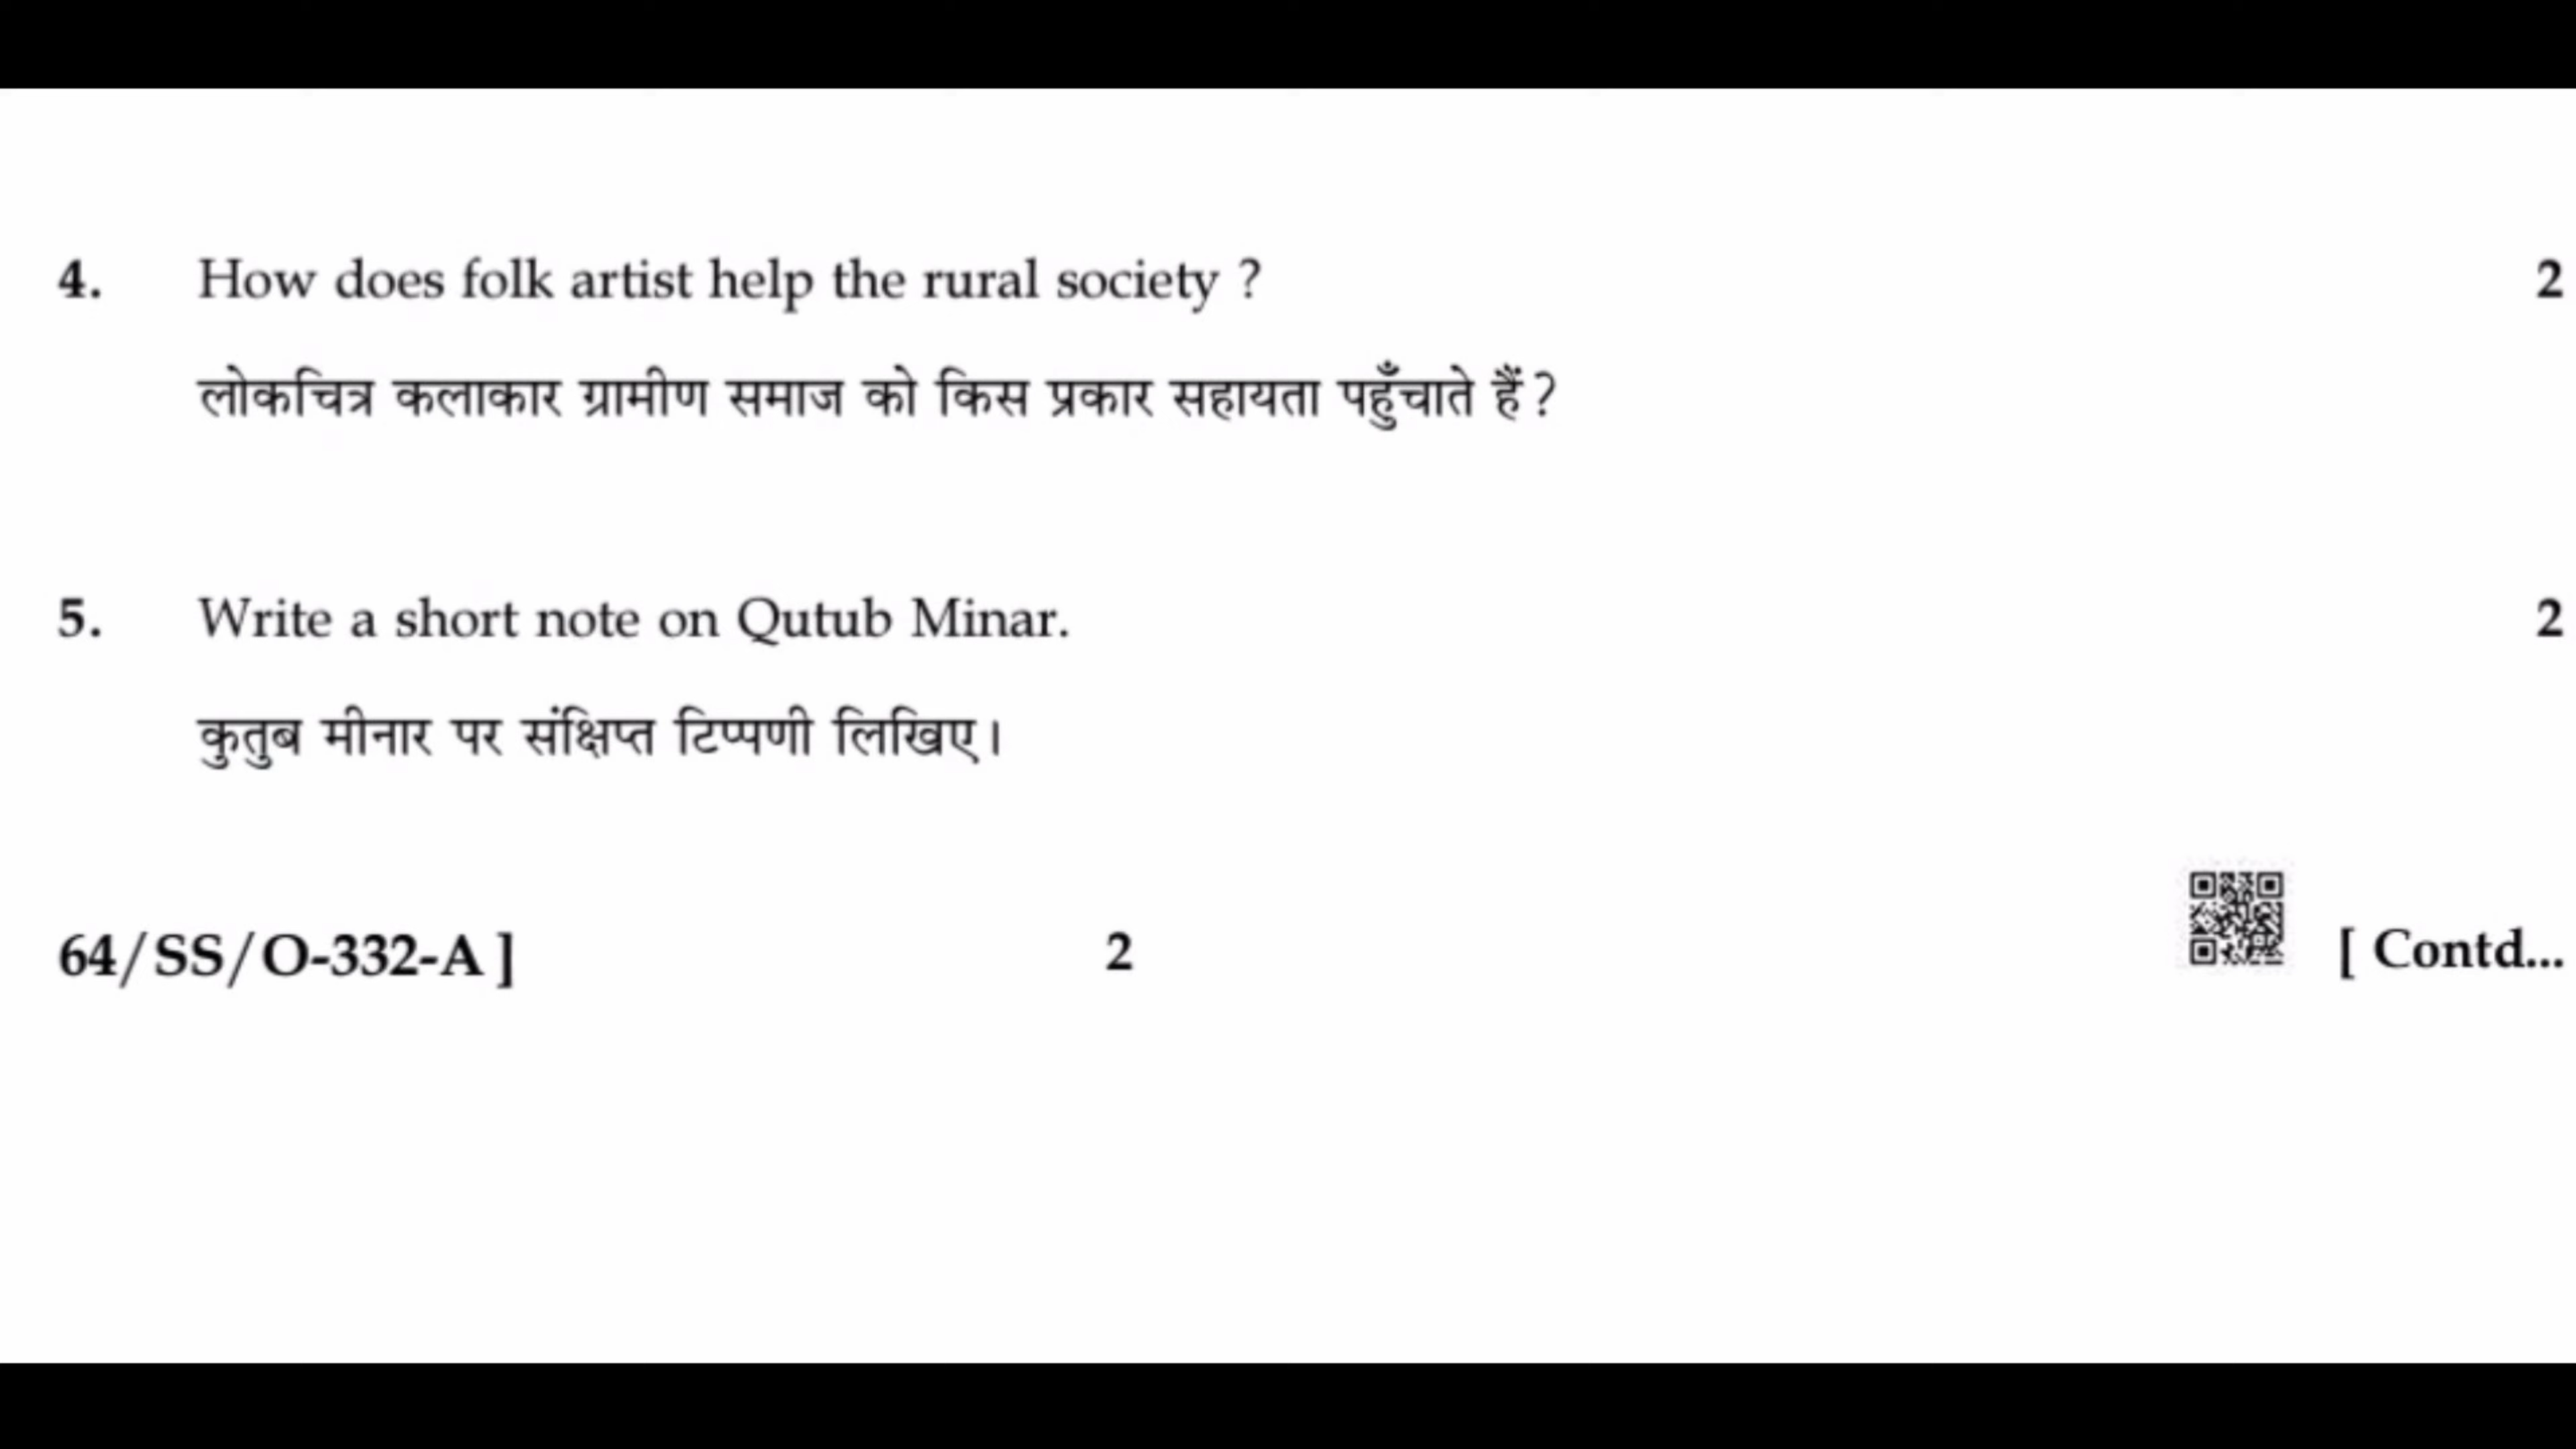 4. How does folk artist help the rural society ? 2
लोकचित्र कलाकार ग्रामीण समाज को किस प्रकार सहायता पहुँचाते हैं?
5. Write a short note on Qutub Minar. 2
कुतुब मीनार पर संक्षिप्त टिप्पणी लिखिए।
64/SS/O-332-A ] 2 [ Contd...